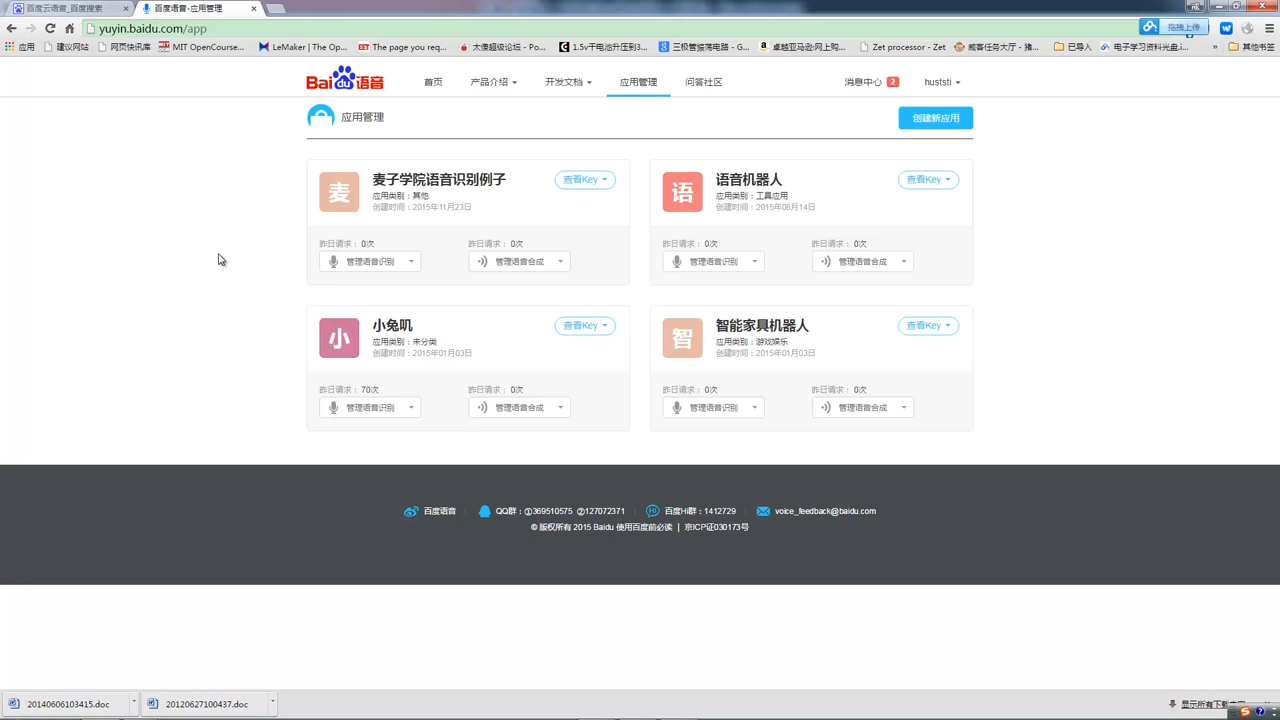 百度云语音_百度搜索
百度语音-应用管理
yuyin.baidu.com/app
拖拽上传
应用
建议网站
网页快讯库
MIT OpenCourse...
LeMaker | The Op...
The page you req...
太傻超级论坛 - Po...
1.5v干电池升压到3...
三极管振荡电路 - G...
卓越亚马逊:网上购...
Zet processor - Zet
威客任务大厅 - 猪...
已导入
电子学习资料光盘.i...
其他书签
Bai du 语音
首页
产品介绍
开发文档
应用管理
问答社区
消息中心 2
huststi
应用管理
创建新应用
麦
麦子学院语音识别例子
应用类别：其他
创建时间：2015年11月23日
查看Key
昨日请求： 0次
昨日请求： 0次
管理语音识别
管理语音合成
语
语音机器人
应用类别：工具应用
创建时间：2015年08月14日
查看Key
昨日请求： 0次
昨日请求： 0次
管理语音识别
管理语音合成
小
小兔叽
应用类别：未分类
创建时间：2015年01月03日
查看Key
昨日请求： 70次
昨日请求： 0次
管理语音识别
管理语音合成
智
智能家具机器人
应用类别：游戏娱乐
创建时间：2015年01月03日
查看Key
昨日请求： 0次
昨日请求： 0次
管理语音识别
管理语音合成
百度语音
QQ群：①369510575 ②127072371
百度Hi群：1412729
voice_feedback@baidu.com
© 版权所有 2015 Baidu 使用百度前必读 | 京ICP证030173号
20140606103415.doc
20120627100437.doc
显示所有下载